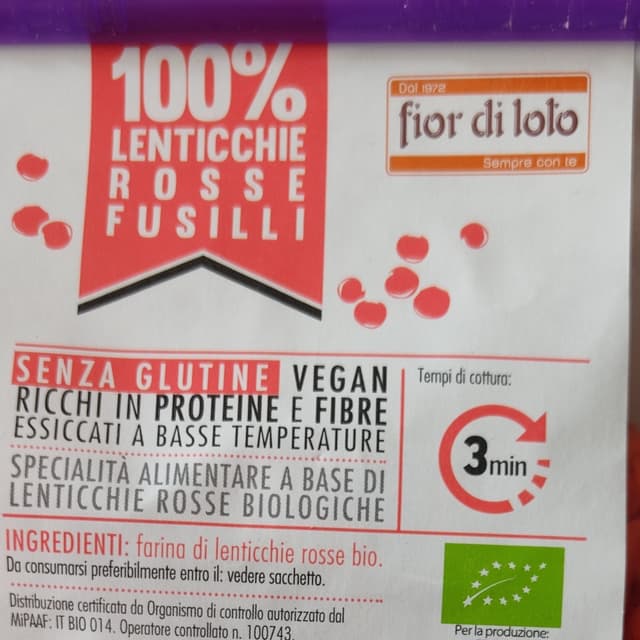 100%
LENTICCHIE
ROSSE
FUSILLI
Dal 1972
fior di loto
Sempre con te
SENZA GLUTINE VEGAN
RICCHI IN PROTEINE E FIBRE
ESSICCATI A BASSE TEMPERATURE
SPECIALITÀ ALIMENTARE A BASE DI
LENTICCHIE ROSSE BIOLOGICHE
Tempi di cottura:
3min
INGREDIENTI: farina di lenticchie rosse bio.
Da consumarsi preferibilmente entro il: vedere sacchetto.
Distribuzione certificata da Organismo di controllo autorizzato dal
MiPAAF: IT BIO 014. Operatore controllato n. 100743.
Per la produzione: